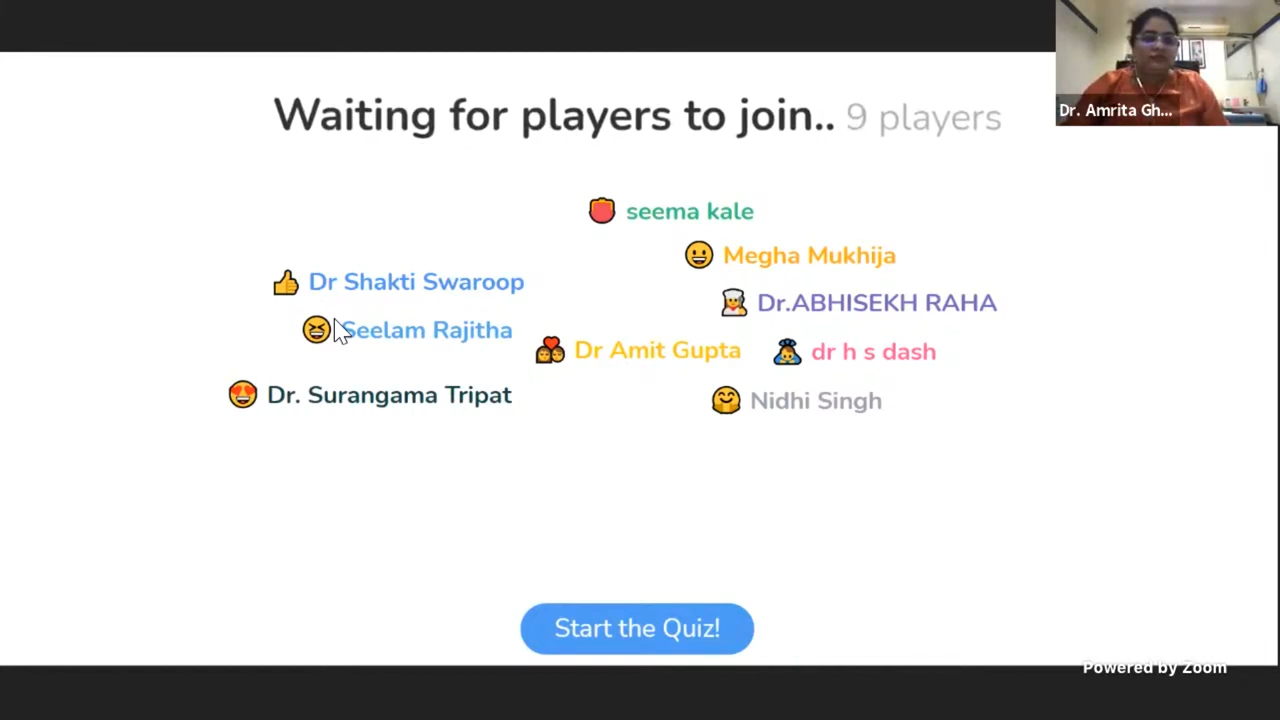 Waiting for players to join.. 9 players
Dr. Amrita Gh...
seema kale
Megha Mukhija
Dr Shakti Swaroop
Dr.ABHISEKH RAHA
Seelam Rajitha
Dr Amit Gupta
dr h s dash
Dr. Surangama Tripat
Nidhi Singh
Start the Quiz!
Powered by Zoom